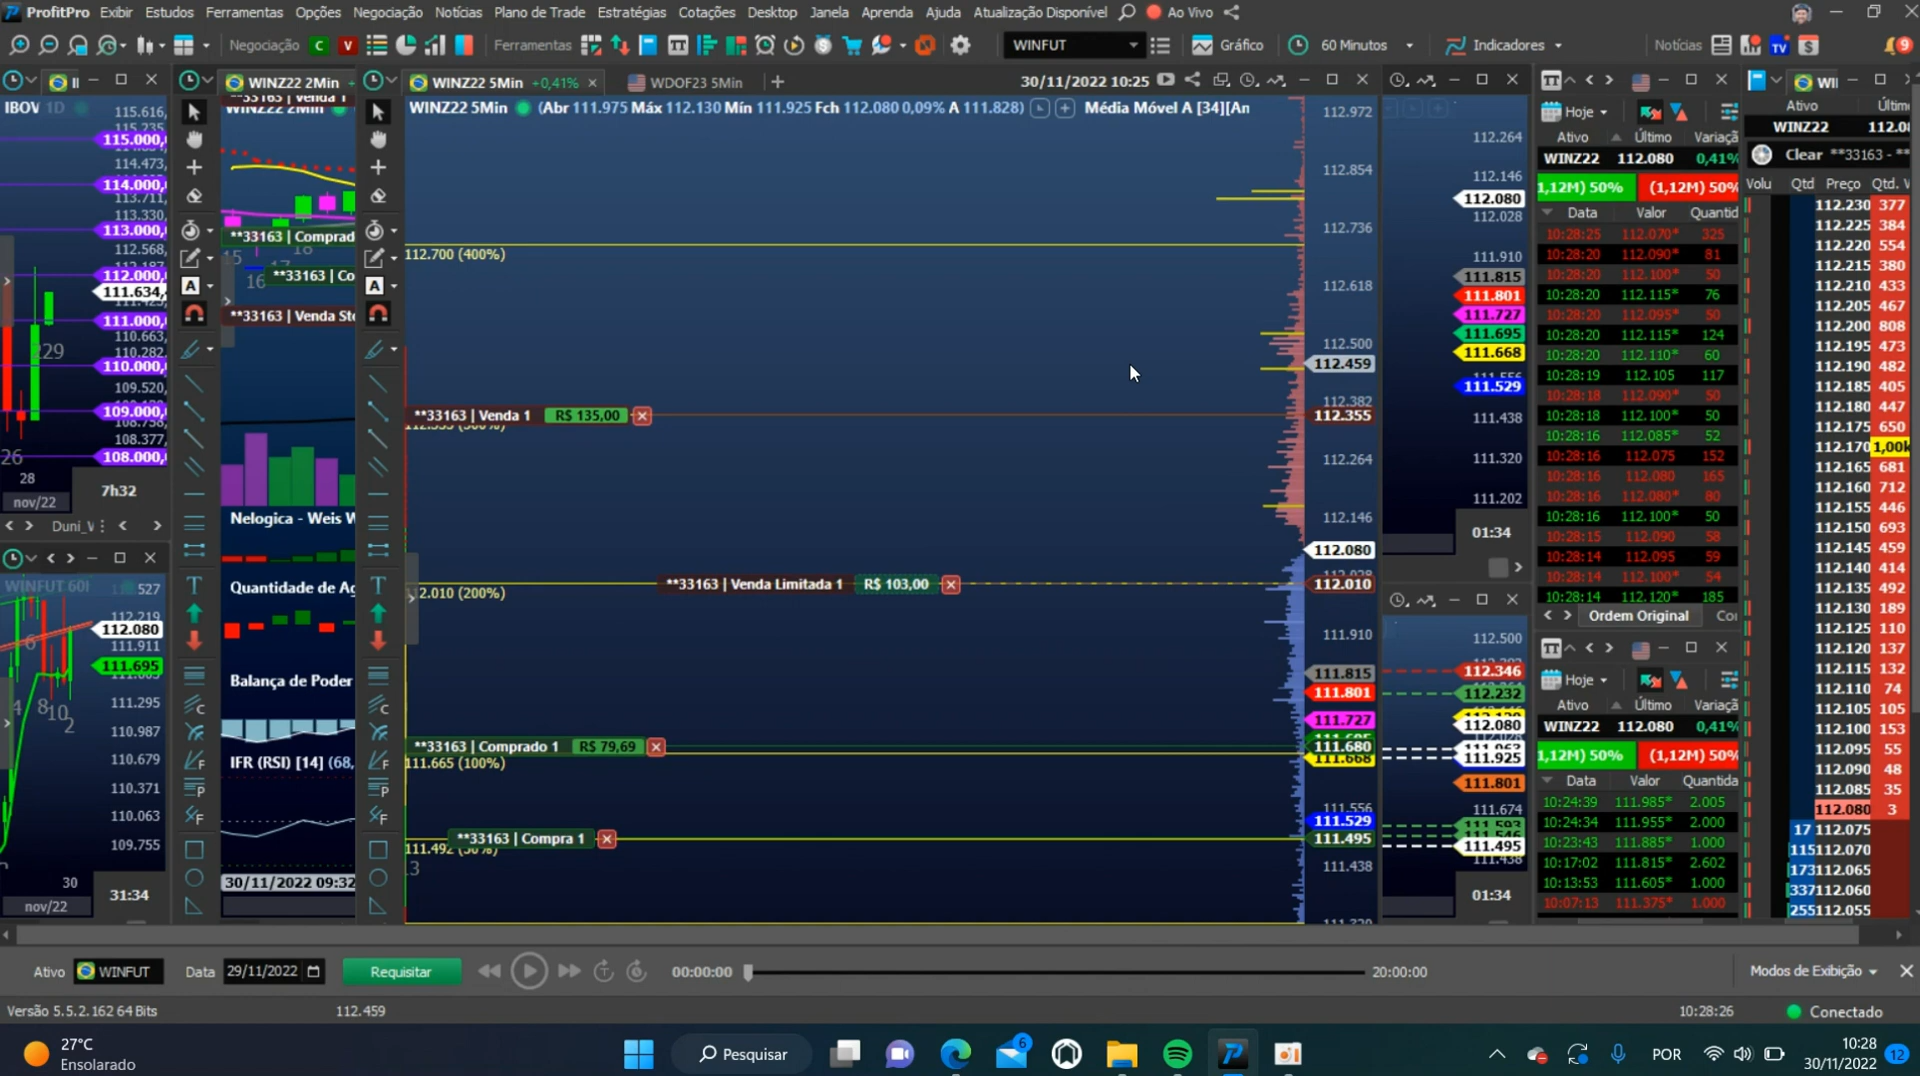 ProfitPro Exibir Estudos Ferramentas Opções Negociação Notícias Plano de Trade Estratégias Cotações Desktop Janela Aprenda Ajuda Atualização Disponível Ao Vivo
Negociação C V Ferramentas WINFUT Gráfico 60 Minutos Indicadores Notícias 9
WINZ22 2Min WINZ22 5Min +0,41% WDOF23 5Min 30/11/2022 10:25
IBOV 1D
115.616,
115.235
115.000,
114.473,
114.000,
113.711,
113.330,
113.000,
112.568,
112.000,
111.634,
111.000,
110.663,
110.282,
110.000,
109.520,
109.000,
108.758,
108.377,
108.000,
229
26
28
nov/22
7h32
Duni_V
WINFUT 60
527
112.219
112.080
111.911
111.695
111.295
110.987
110.679
110.371
110.063
109.755
30
nov/22
31:34
**33163 | Venda 1
WINZ22 2Min
**33163 | Comprad
15 18
16
**33163 | Co
**33163 | Venda Sto
Nelogica - Weis W
Quantidade de Ag
Balança de Poder
IFR (RSI) [14] (68,
30/11/2022 09:32
WINZ22 5Min (Abr 111.975 Máx 112.130 Mín 111.925 Fch 112.080 0,09% A 111.828) Média Móvel A [34][An
112.700 (400%)
**33163 | Venda 1 R$ 135,00
**33163 | Venda Limitada 1 R$ 103,00
2.010 (200%)
**33163 | Comprado 1 R$ 79,69
111.665 (100%)
**33163 | Compra 1
111.492 (50%)
13
112.972
112.854
112.736
112.618
112.500
112.459
112.382
112.355
112.264
112.146
112.080
112.010
111.910
111.815
111.801
111.727
111.680
111.668
111.556
111.529
111.495
111.438
112.264
112.146
112.080
112.028
111.910
111.815
111.801
111.727
111.695
111.668
111.529
111.438
111.320
111.202
01:34
112.500
112.346
112.232
112.080
111.925
111.801
111.674
111.495
111.438
01:34
Hoje
Ativo Último Variaçã
WINZ22 112.080 0,41%
1,12M) 50% (1,12M) 50%
Data Valor Quantid
10:28:25 112.070* 325
10:28:20 112.090* 81
10:28:20 112.100* 50
10:28:20 112.115* 76
10:28:20 112.095* 50
10:28:20 112.115* 124
10:28:20 112.110* 60
10:28:19 112.105 117
10:28:18 112.090* 50
10:28:18 112.100* 50
10:28:16 112.085* 52
10:28:16 112.075 152
10:28:16 112.080 165
10:28:16 112.080* 80
10:28:16 112.100* 50
10:28:15 112.090 58
10:28:14 112.095 59
10:28:14 112.100* 54
10:28:14 112.120* 185
Ordem Original Co
Hoje
Ativo Último Variaçã
WINZ22 112.080 0,41%
1,12M) 50% (1,12M) 50%
Data Valor Quantida
10:24:39 111.985* 2.005
10:24:34 111.955* 2.000
10:23:43 111.885* 1.000
10:17:02 111.815* 2.602
10:13:53 111.605* 1.000
10:07:13 111.375* 1.000
Ativo Últim
WINZ22 112.08
Clear **33163 - **
Volu Qtd Preço Qtd. V
112.230 377
112.225 384
112.220 554
112.215 380
112.210 433
112.205 467
112.200 808
112.195 473
112.190 482
112.185 405
112.180 447
112.175 650
112.170 1,00k
112.165 681
112.160 712
112.155 446
112.150 693
112.145 459
112.140 414
112.135 492
112.130 189
112.125 110
112.120 137
112.115 132
112.110 74
112.105 105
112.100 153
112.095 55
112.090 48
112.085 35
112.080 3
17 112.075
115 112.070
173 112.065
337 112.060
255 112.055
Ativo WINFUT Data 29/11/2022 Requisitar 00:00:00 20:00:00 Modos de Exibição
Versão 5.5.2.162 64 Bits 112.459 10:28:26 Conectado
27°C
Ensolarado
Pesquisar
6
POR
10:28
30/11/2022
12